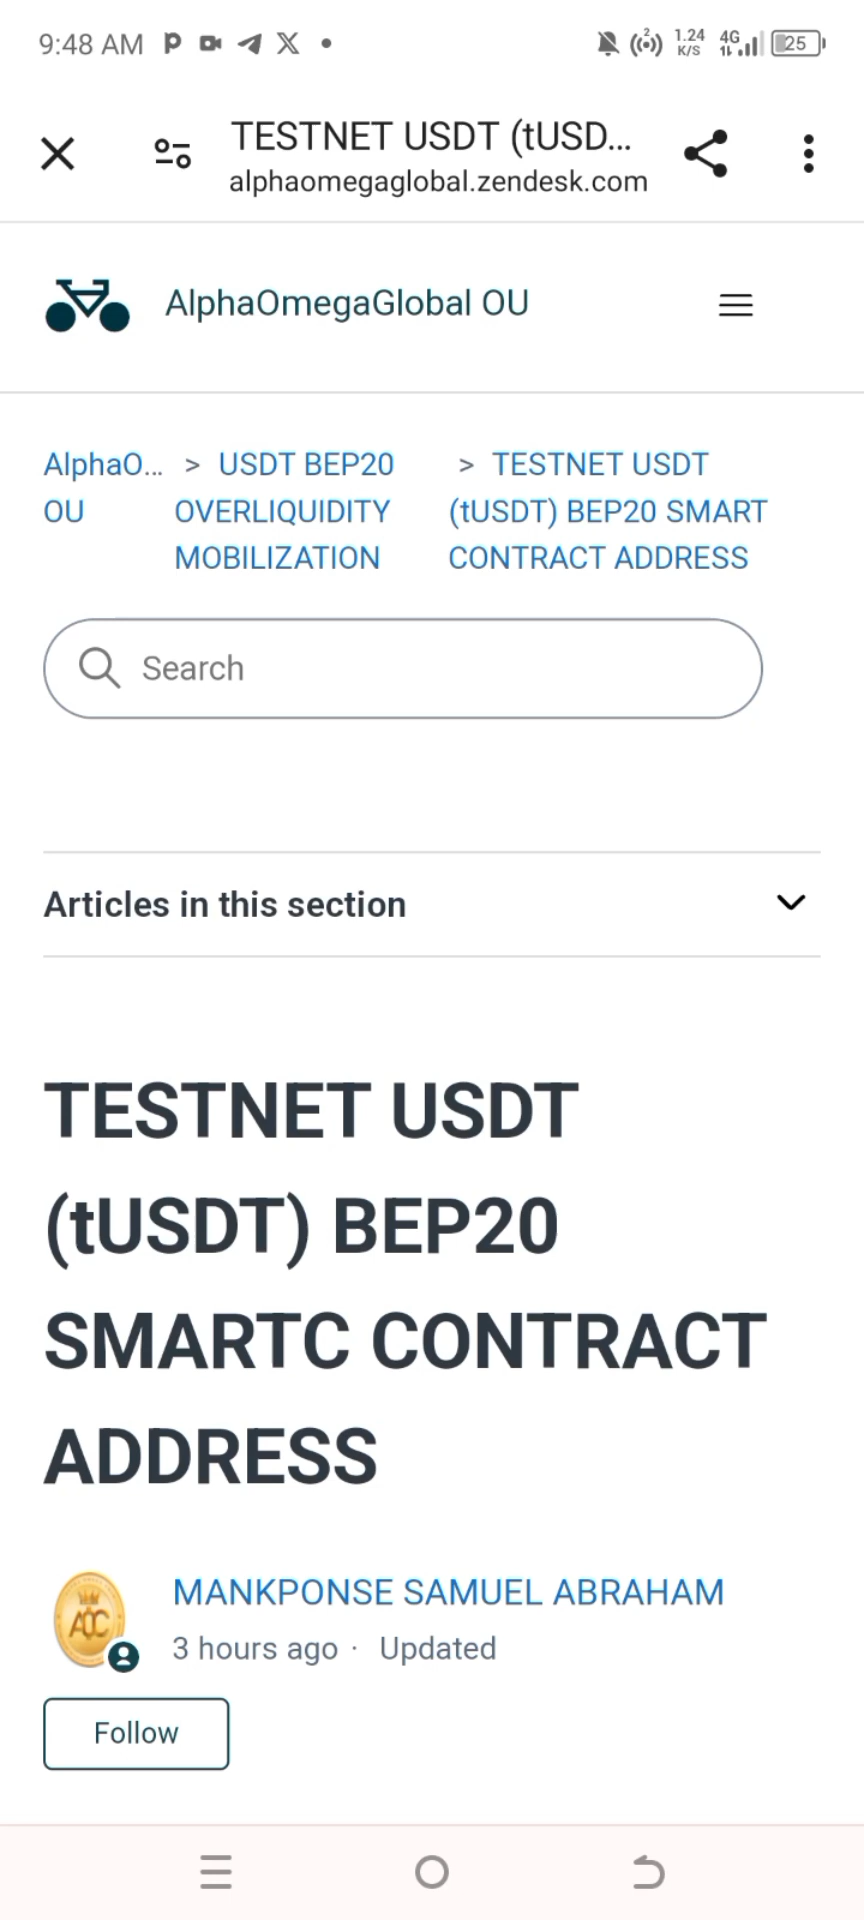 9:48 AM
2
1.24
K/S
4G
25
TESTNET USDT (tUSD...
alphaomegaglobal.zendesk.com
AlphaOmegaGlobal OU
AlphaO... > USDT BEP20 > TESTNET USDT
OU OVERLIQUIDITY (tUSDT) BEP20 SMART
MOBILIZATION CONTRACT ADDRESS
Search
Articles in this section
TESTNET USDT
(tUSDT) BEP20
SMARTC CONTRACT
ADDRESS
AOC
MANKPONSE SAMUEL ABRAHAM
3 hours ago · Updated
Follow